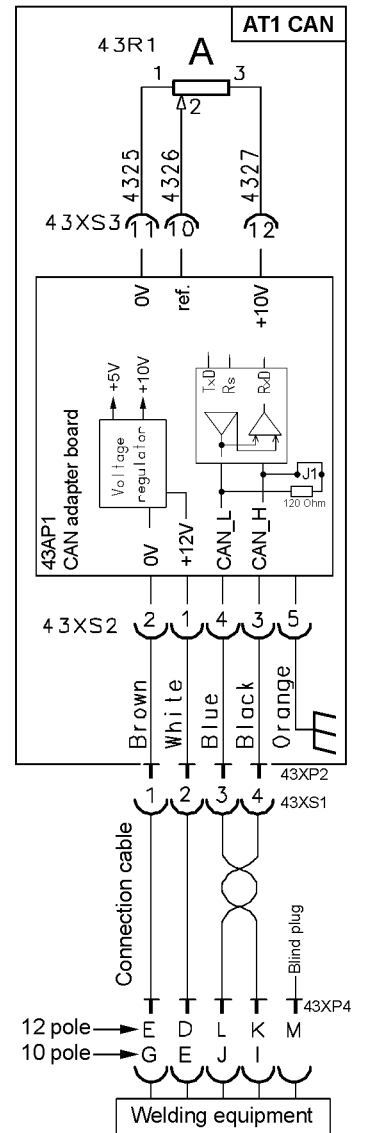 AT1 CAN
43R1
A
1 3
2
4325 4326 4327
43XS3
11 10 12
0V ref. +10V
TxD Rs RxD
+5V +10V
Voltage
regulator
J1
120 Ohm
0V +12V CAN_L CAN_H
43AP1
CAN adapter board
43XS2
2 1 4 3 5
Brown White Blue Black Orange
43XP2
1 2 3 4
43XS1
Connection cable
Blind plug
43XP4
12 pole E D L K M
10 pole G E J I
Welding equipment